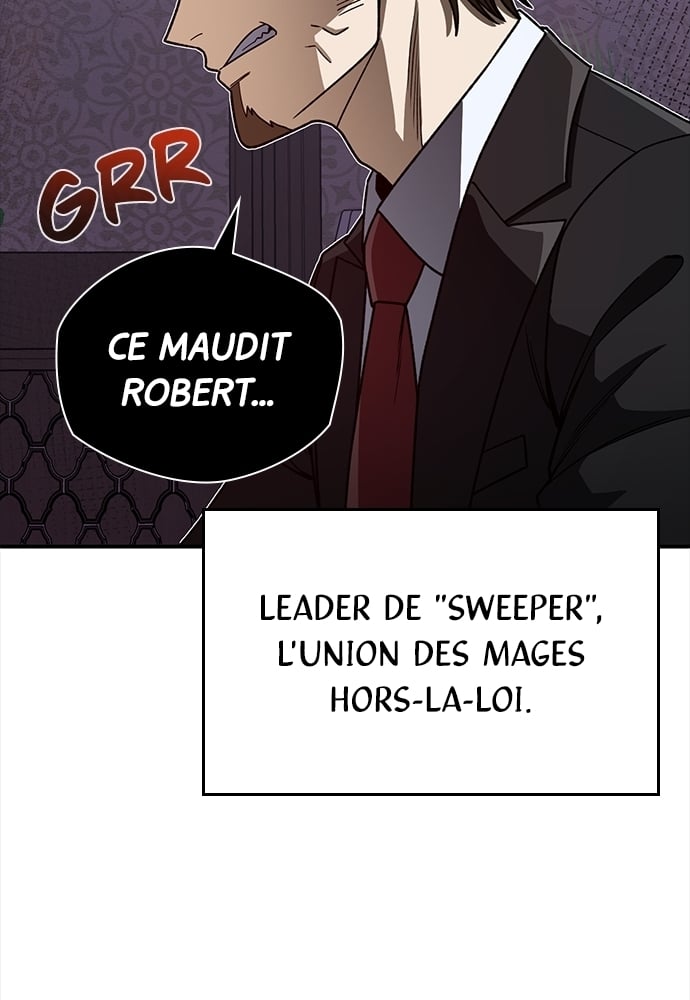 GRR
CE MAUDIT
ROBERT...
LEADER DE "SWEEPER",
L'UNION DES MAGES
HORS-LA-LOI.